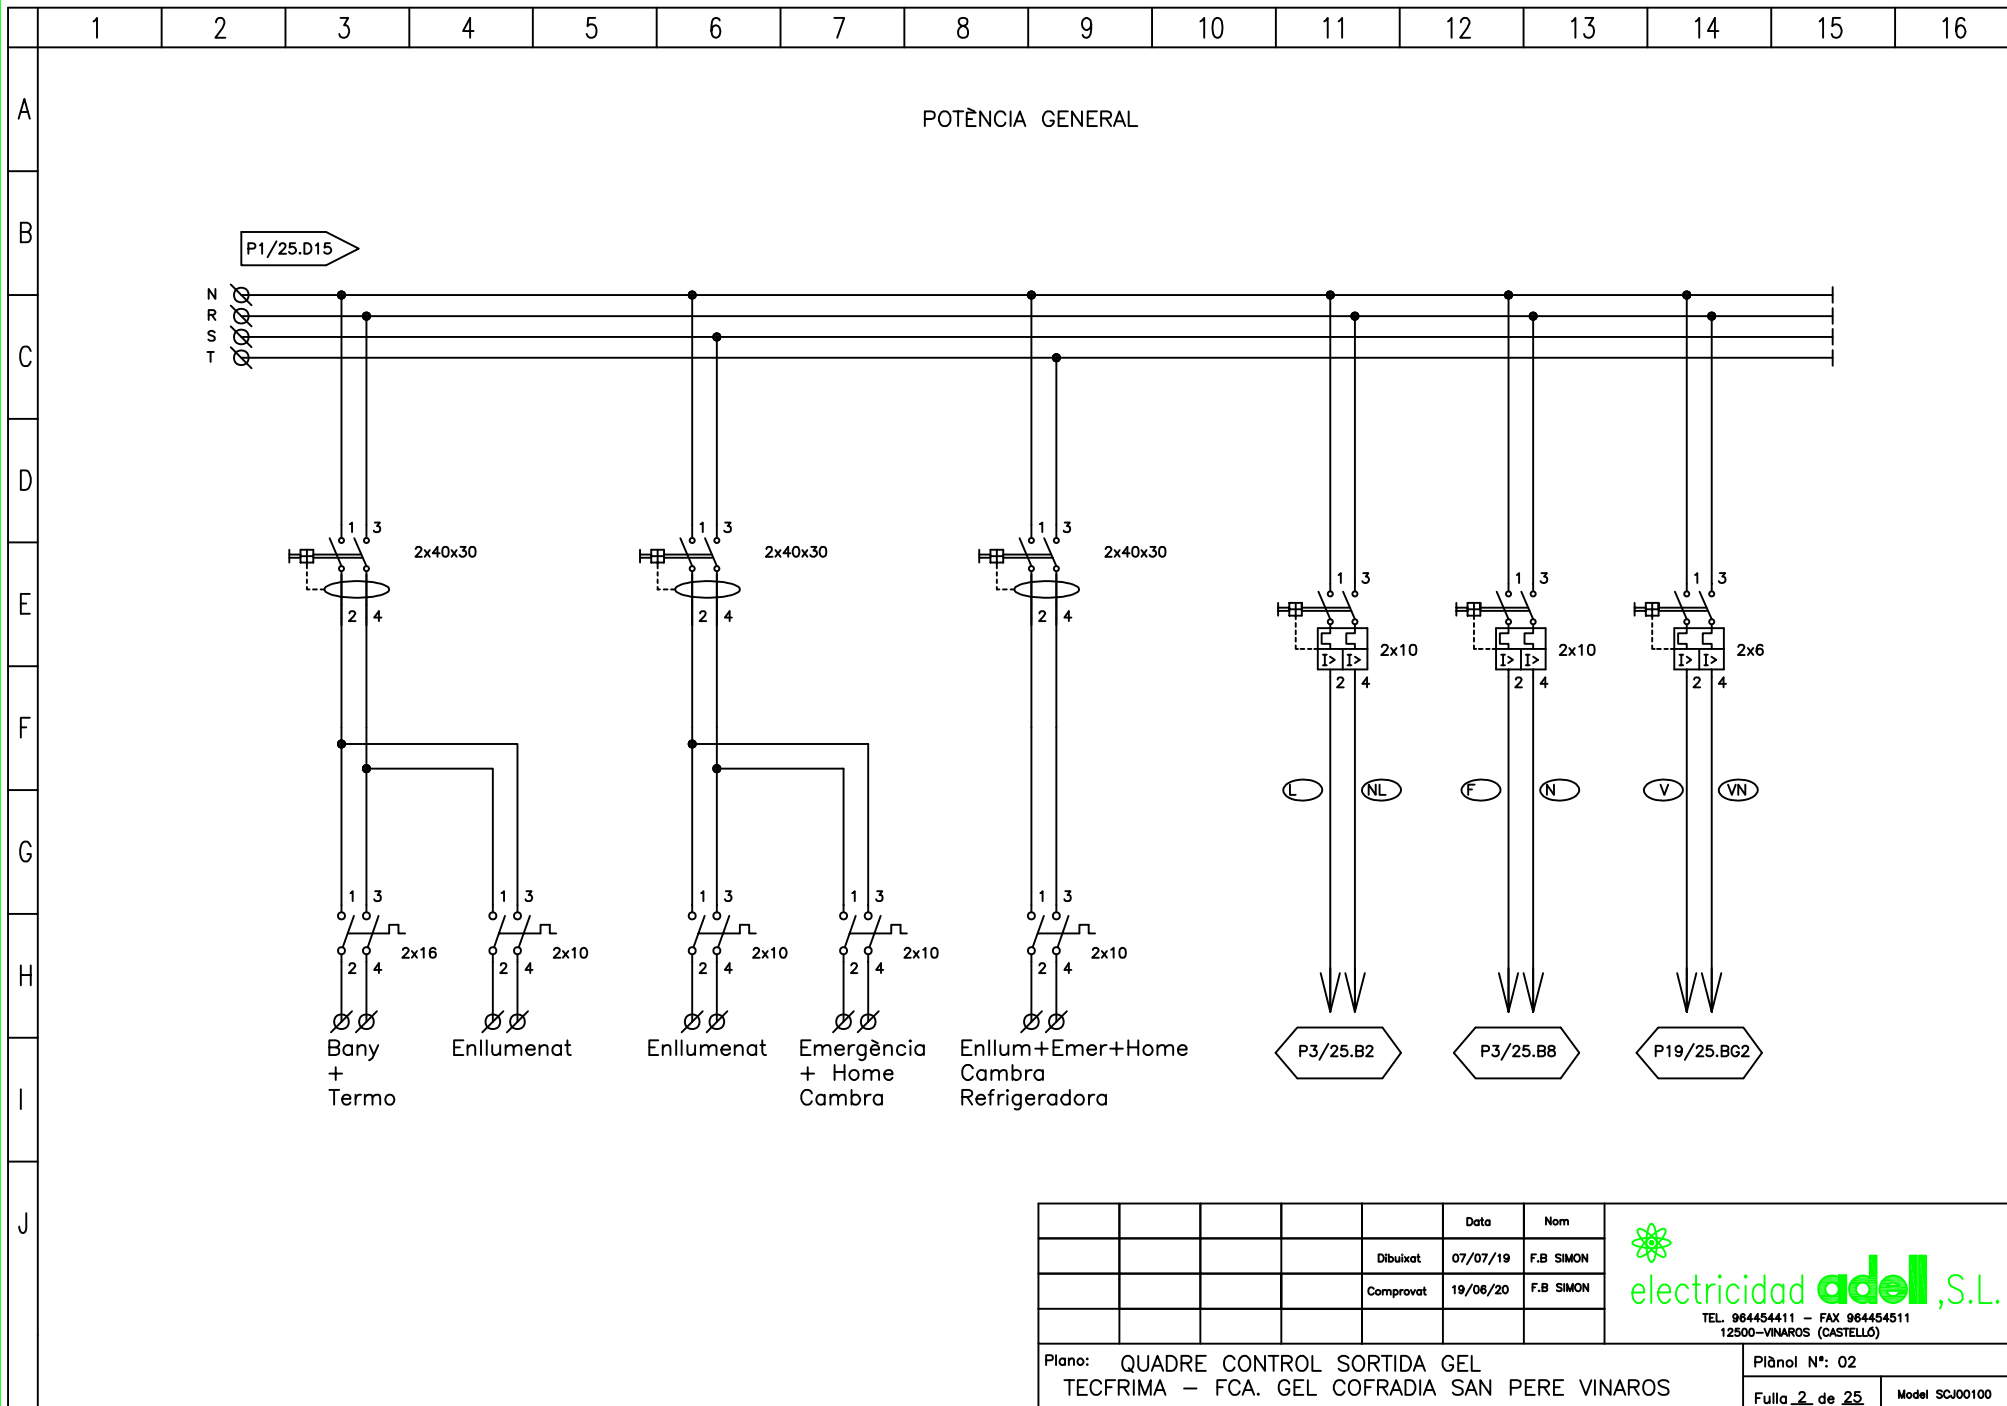 1 2 3 4 5 6 7 8 9 10 11 12 13 14 15 16
A
POTÈNCIA GENERAL
B
P1/25.D15
N
R
S
C
T
D
1 3 1 3 1 3
2x40x30 2x40x30 2x40x30
1 3 1 3 1 3
E
2 4 2 4 2 4
2x10 2x10 2x6
I> I> I> I> I> I>
2 4 2 4 2 4
F
L NL F N V VN
G
1 3 1 3 1 3 1 3 1 3
2x16 2x10 2x10 2x10 2x10
H
2 4 2 4 2 4 2 4 2 4
Bany
+
Termo
Enllumenat
Enllumenat
Emergència
+ Home
Cambra
Enllum+Emer+Home
Cambra
Refrigeradora
P3/25.B2 P3/25.B8 P19/25.BG2
I
J
Data Nom
Dibuixat 07/07/19 F.B SIMON
Comprovat 19/06/20 F.B SIMON
electricidad adell ,S.L.
TEL. 964454411 - FAX 964454511
12500-VINAROS (CASTELLÓ)
Plano: QUADRE CONTROL SORTIDA GEL
TECFRIMA - FCA. GEL COFRADIA SAN PERE VINAROS
Plànol Nª: 02
Fulla 2 de 25 Model SCJ00100